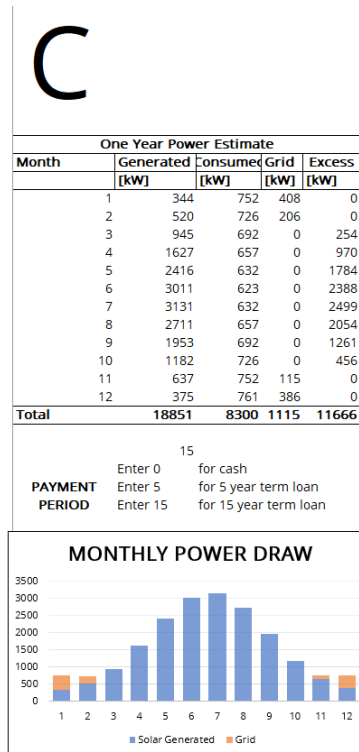 C
One Year Power Estimate
Month Generated Consumed Grid Excess
[kW] [kW] [kW] [kW]
1 344 752 408 0
2 520 726 206 0
3 945 692 0 254
4 1627 657 0 970
5 2416 632 0 1784
6 3011 623 0 2388
7 3131 632 0 2499
8 2711 657 0 2054
9 1953 692 0 1261
10 1182 726 0 456
11 637 752 115 0
12 375 761 386 0
Total 18851 8300 1115 11666
15
Enter 0 for cash
PAYMENT Enter 5 for 5 year term loan
PERIOD Enter 15 for 15 year term loan
MONTHLY POWER DRAW
3500
3000
2500
2000
1500
1000
500
0
1 2 3 4 5 6 7 8 9 10 11 12
Solar Generated Grid